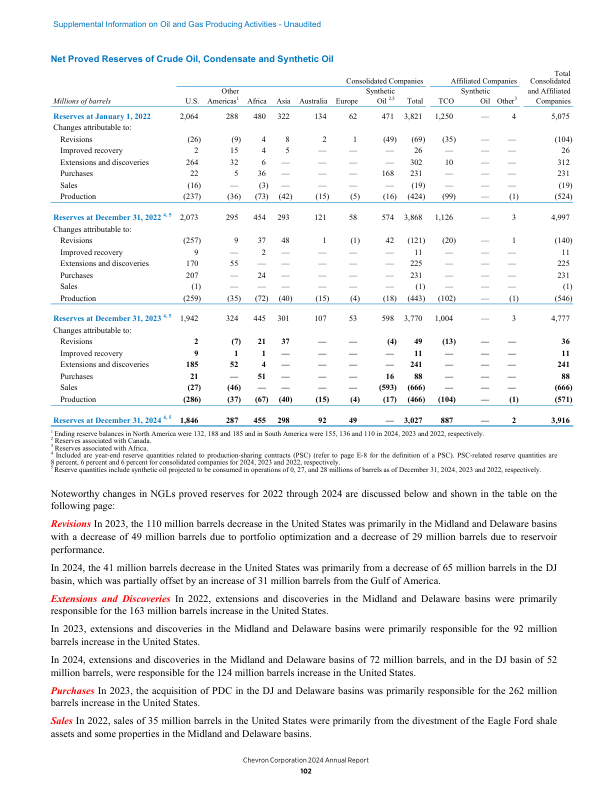 Supplemental Information on Oil and Gas Producing Activities - Unaudited
Net Proved Reserves of Crude Oil, Condensate and Synthetic Oil
Total
Consolidated Companies Affiliated Companies Consolidated
Other Synthetic Synthetic and Affiliated
Millions of barrels U.S. Americas¹ Africa Asia Australia Europe Oil ²,⁵ Total TCO Oil Other³ Companies
Reserves at January 1, 2022 2,064 288 480 322 134 62 471 3,821 1,250 — 4 5,075
Changes attributable to:
Revisions (26) (9) 4 8 2 1 (49) (69) (35) — — (104)
Improved recovery 2 15 4 5 — — — 26 — — — 26
Extensions and discoveries 264 32 6 — — — — 302 10 — — 312
Purchases 22 5 36 — — — 168 231 — — — 231
Sales (16) — (3) — — — — (19) — — — (19)
Production (237) (36) (73) (42) (15) (5) (16) (424) (99) — (1) (524)
Reserves at December 31, 2022 ⁴, ⁵ 2,073 295 454 293 121 58 574 3,868 1,126 — 3 4,997
Changes attributable to:
Revisions (257) 9 37 48 1 (1) 42 (121) (20) — 1 (140)
Improved recovery 9 — 2 — — — — 11 — — — 11
Extensions and discoveries 170 55 — — — — — 225 — — — 225
Purchases 207 — 24 — — — — 231 — — — 231
Sales (1) — — — — — — (1) — — — (1)
Production (259) (35) (72) (40) (15) (4) (18) (443) (102) — (1) (546)
Reserves at December 31, 2023 ⁴, ⁵ 1,942 324 445 301 107 53 598 3,770 1,004 — 3 4,777
Changes attributable to:
Revisions 2 (7) 21 37 — — (4) 49 (13) — — 36
Improved recovery 9 1 1 — — — — 11 — — — 11
Extensions and discoveries 185 52 4 — — — — 241 — — — 241
Purchases 21 — 51 — — — 16 88 — — — 88
Sales (27) (46) — — — — (593) (666) — — — (666)
Production (286) (37) (67) (40) (15) (4) (17) (466) (104) — (1) (571)
Reserves at December 31, 2024 ⁴, ⁵ 1,846 287 455 298 92 49 — 3,027 887 — 2 3,916
¹ Ending reserve balances in North America were 132, 188 and 185 and in South America were 155, 136 and 110 in 2024, 2023 and 2022, respectively.
² Reserves associated with Canada.
³ Reserves associated with Africa.
⁴ Included are year-end reserve quantities related to production-sharing contracts (PSC) (refer to page E-8 for the definition of a PSC). PSC-related reserve quantities are
8 percent, 6 percent and 6 percent for consolidated companies for 2024, 2023 and 2022, respectively.
⁵ Reserve quantities include synthetic oil projected to be consumed in operations of 0, 27, and 28 millions of barrels as of December 31, 2024, 2023 and 2022, respectively.
Noteworthy changes in NGLs proved reserves for 2022 through 2024 are discussed below and shown in the table on the
following page:
Revisions In 2023, the 110 million barrels decrease in the United States was primarily in the Midland and Delaware basins
with a decrease of 49 million barrels due to portfolio optimization and a decrease of 29 million barrels due to reservoir
performance.
In 2024, the 41 million barrels decrease in the United States was primarily from a decrease of 65 million barrels in the DJ
basin, which was partially offset by an increase of 31 million barrels from the Gulf of America.
Extensions and Discoveries In 2022, extensions and discoveries in the Midland and Delaware basins were primarily
responsible for the 163 million barrels increase in the United States.
In 2023, extensions and discoveries in the Midland and Delaware basins were primarily responsible for the 92 million
barrels increase in the United States.
In 2024, extensions and discoveries in the Midland and Delaware basins of 72 million barrels, and in the DJ basin of 52
million barrels, were responsible for the 124 million barrels increase in the United States.
Purchases In 2023, the acquisition of PDC in the DJ and Delaware basins was primarily responsible for the 262 million
barrels increase in the United States.
Sales In 2022, sales of 35 million barrels in the United States were primarily from the divestment of the Eagle Ford shale
assets and some properties in the Midland and Delaware basins.
Chevron Corporation 2024 Annual Report
102